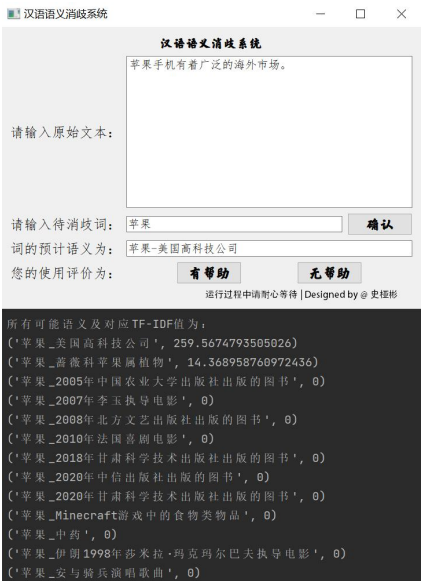 汉语语义消歧系统
汉语语义消歧系统
苹果手机有着广泛的海外市场。
请输入原始文本：
请输入待消歧词： 苹果 确认
词的预计语义为： 苹果-美国高科技公司
您的使用评价为： 有帮助 无帮助
运行过程中请耐心等待 | Designed by @ 史桠彬
所有可能语义及对应TF-IDF值为：
('苹果_美国高科技公司', 259.5674793505026)
('苹果_蔷薇科苹果属植物', 14.368958760972436)
('苹果_2005年中国农业大学出版社出版的图书', 0)
('苹果_2007年李玉执导电影', 0)
('苹果_2008年北方文艺出版社出版的图书', 0)
('苹果_2010年法国喜剧电影', 0)
('苹果_2018年甘肃科学技术出版社出版的图书', 0)
('苹果_2020年中信出版社出版的图书', 0)
('苹果_2020年甘肃科学技术出版社出版的图书', 0)
('苹果_Minecraft游戏中的食物类物品', 0)
('苹果_中药', 0)
('苹果_伊朗1998年莎米拉·玛克玛尔巴夫执导电影', 0)
('苹果_安与骑兵演唱歌曲', 0)